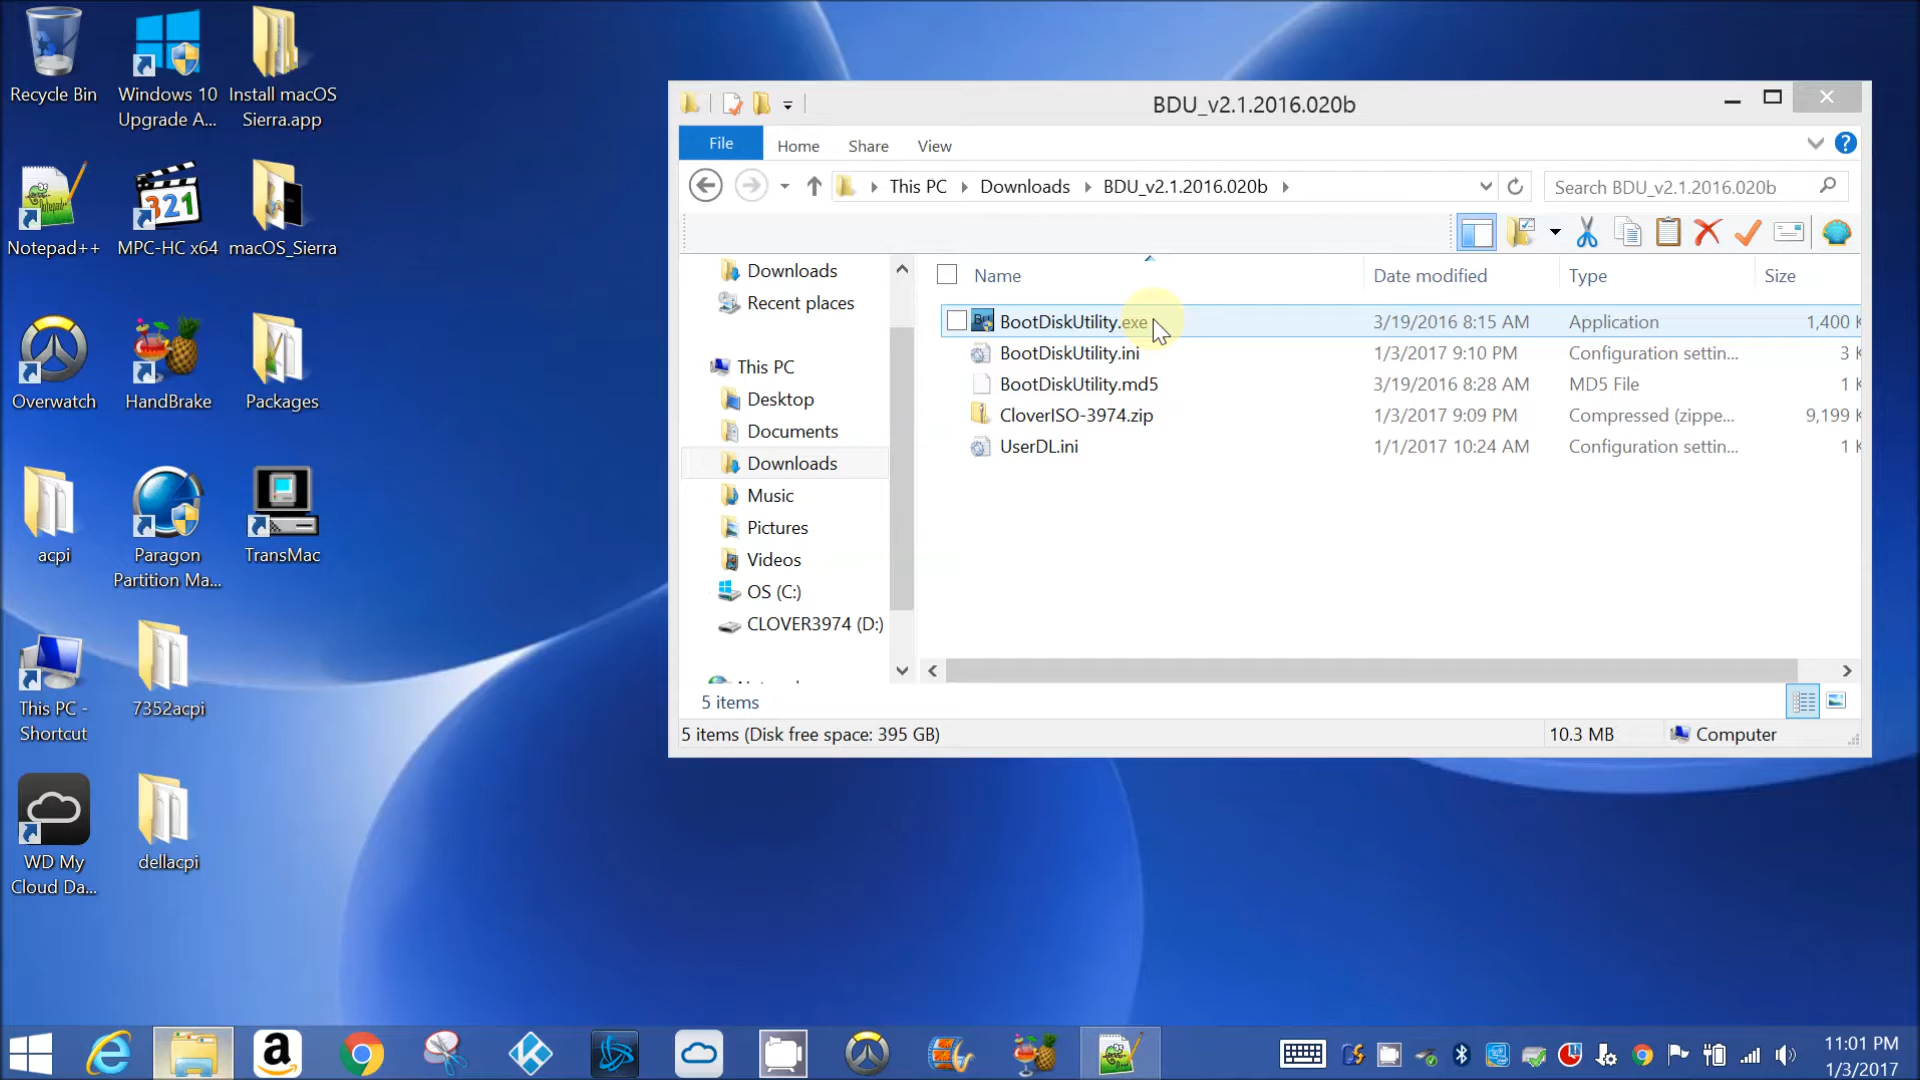 Recycle Bin
Windows 10
Upgrade A...
Install macOS
Sierra.app
Notepad++
MPC-HC x64
macOS_Sierra
Overwatch
HandBrake
Packages
acpi
Paragon
Partition Ma...
TransMac
This PC -
Shortcut
7352acpi
WD My
Cloud Da...
dellacpi
321
BDU_v2.1.2016.020b
File
Home
Share
View
This PC
Downloads
BDU_v2.1.2016.020b
Search BDU_v2.1.2016.020b
Downloads
Recent places
This PC
Desktop
Documents
Downloads
Music
Pictures
Videos
OS (C:)
CLOVER3974 (D:)
Name Date modified Type Size
BootDiskUtility.exe 3/19/2016 8:15 AM Application 1,400 K
BootDiskUtility.ini 1/3/2017 9:10 PM Configuration settin... 3 K
BootDiskUtility.md5 3/19/2016 8:28 AM MD5 File 1 K
CloverISO-3974.zip 1/3/2017 9:09 PM Compressed (zippe... 9,199 K
UserDL.ini 1/1/2017 10:24 AM Configuration settin... 1 K
5 items
5 items (Disk free space: 395 GB)
10.3 MB
Computer
11:01 PM
1/3/2017